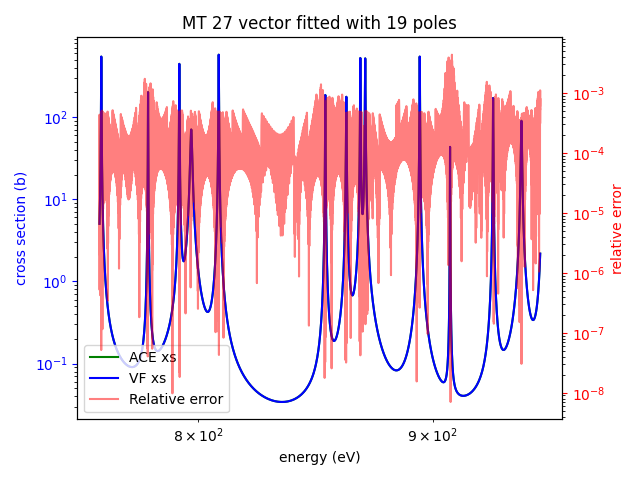 MT 27 vector fitted with 19 poles
cross section (b)
10²
10¹
10⁰
10⁻¹
10⁻³
10⁻⁴
10⁻⁵
10⁻⁶
10⁻⁷
10⁻⁸
relative error
ACE xs
VF xs
Relative error
8 × 10² 9 × 10²
energy (eV)